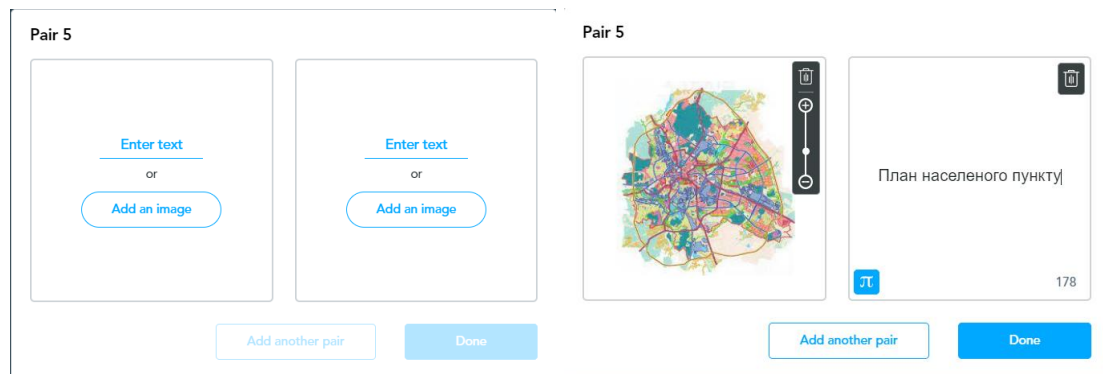 Pair 5
Enter text
or
Add an image
Enter text
or
Add an image
Add another pair
Done
Pair 5
План населеного пункту
π
178
Add another pair
Done